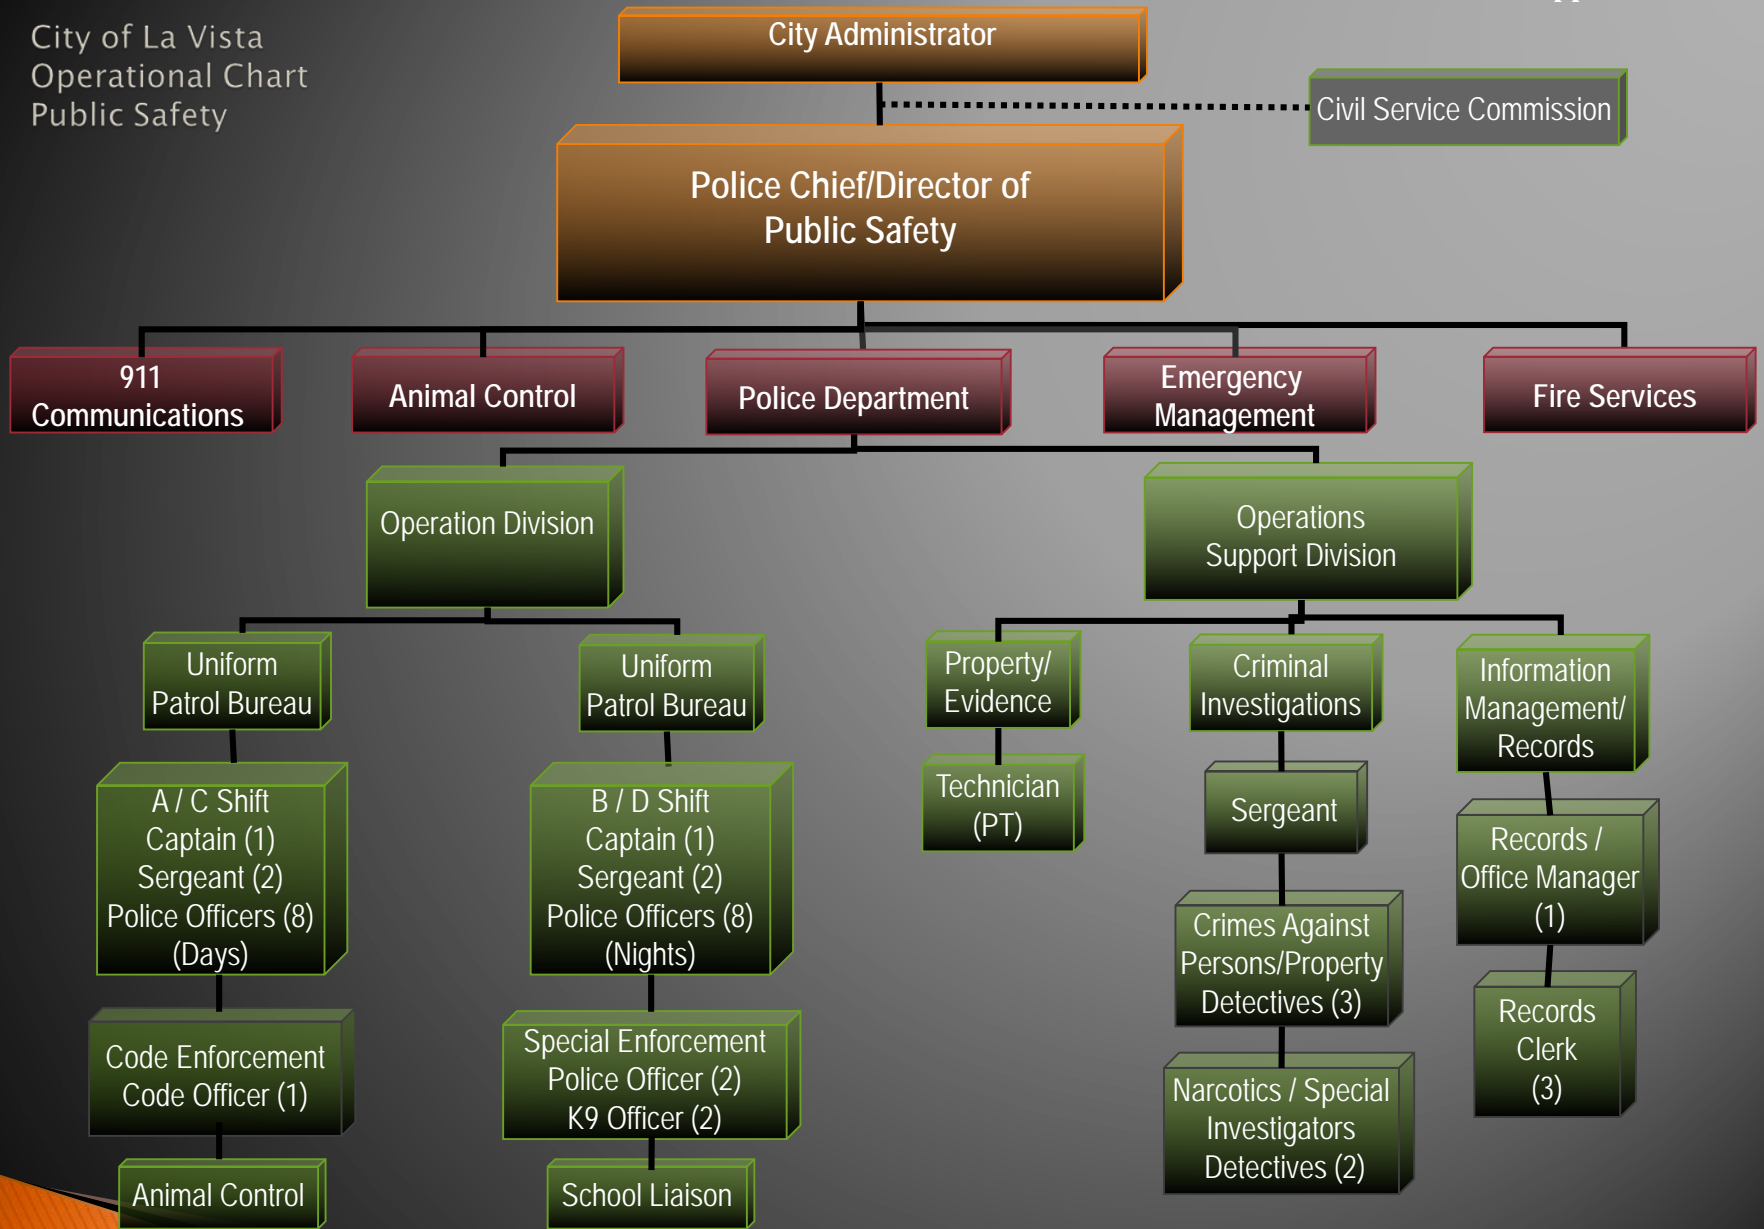 City of La Vista
Operational Chart
Public Safety
City Administrator
Civil Service Commission
Police Chief/Director of
Public Safety
911
Communications
Animal Control
Police Department
Emergency
Management
Fire Services
Operation Division
Operations
Support Division
Uniform
Patrol Bureau
Uniform
Patrol Bureau
Property/
Evidence
Criminal
Investigations
Information
Management/
Records
A / C Shift
Captain (1)
Sergeant (2)
Police Officers (8)
(Days)
B / D Shift
Captain (1)
Sergeant (2)
Police Officers (8)
(Nights)
Technician
(PT)
Sergeant
Records /
Office Manager
(1)
Crimes Against
Persons/Property
Detectives (3)
Records
Clerk
(3)
Code Enforcement
Code Officer (1)
Special Enforcement
Police Officer (2)
K9 Officer (2)
Narcotics / Special
Investigators
Detectives (2)
Animal Control
School Liaison